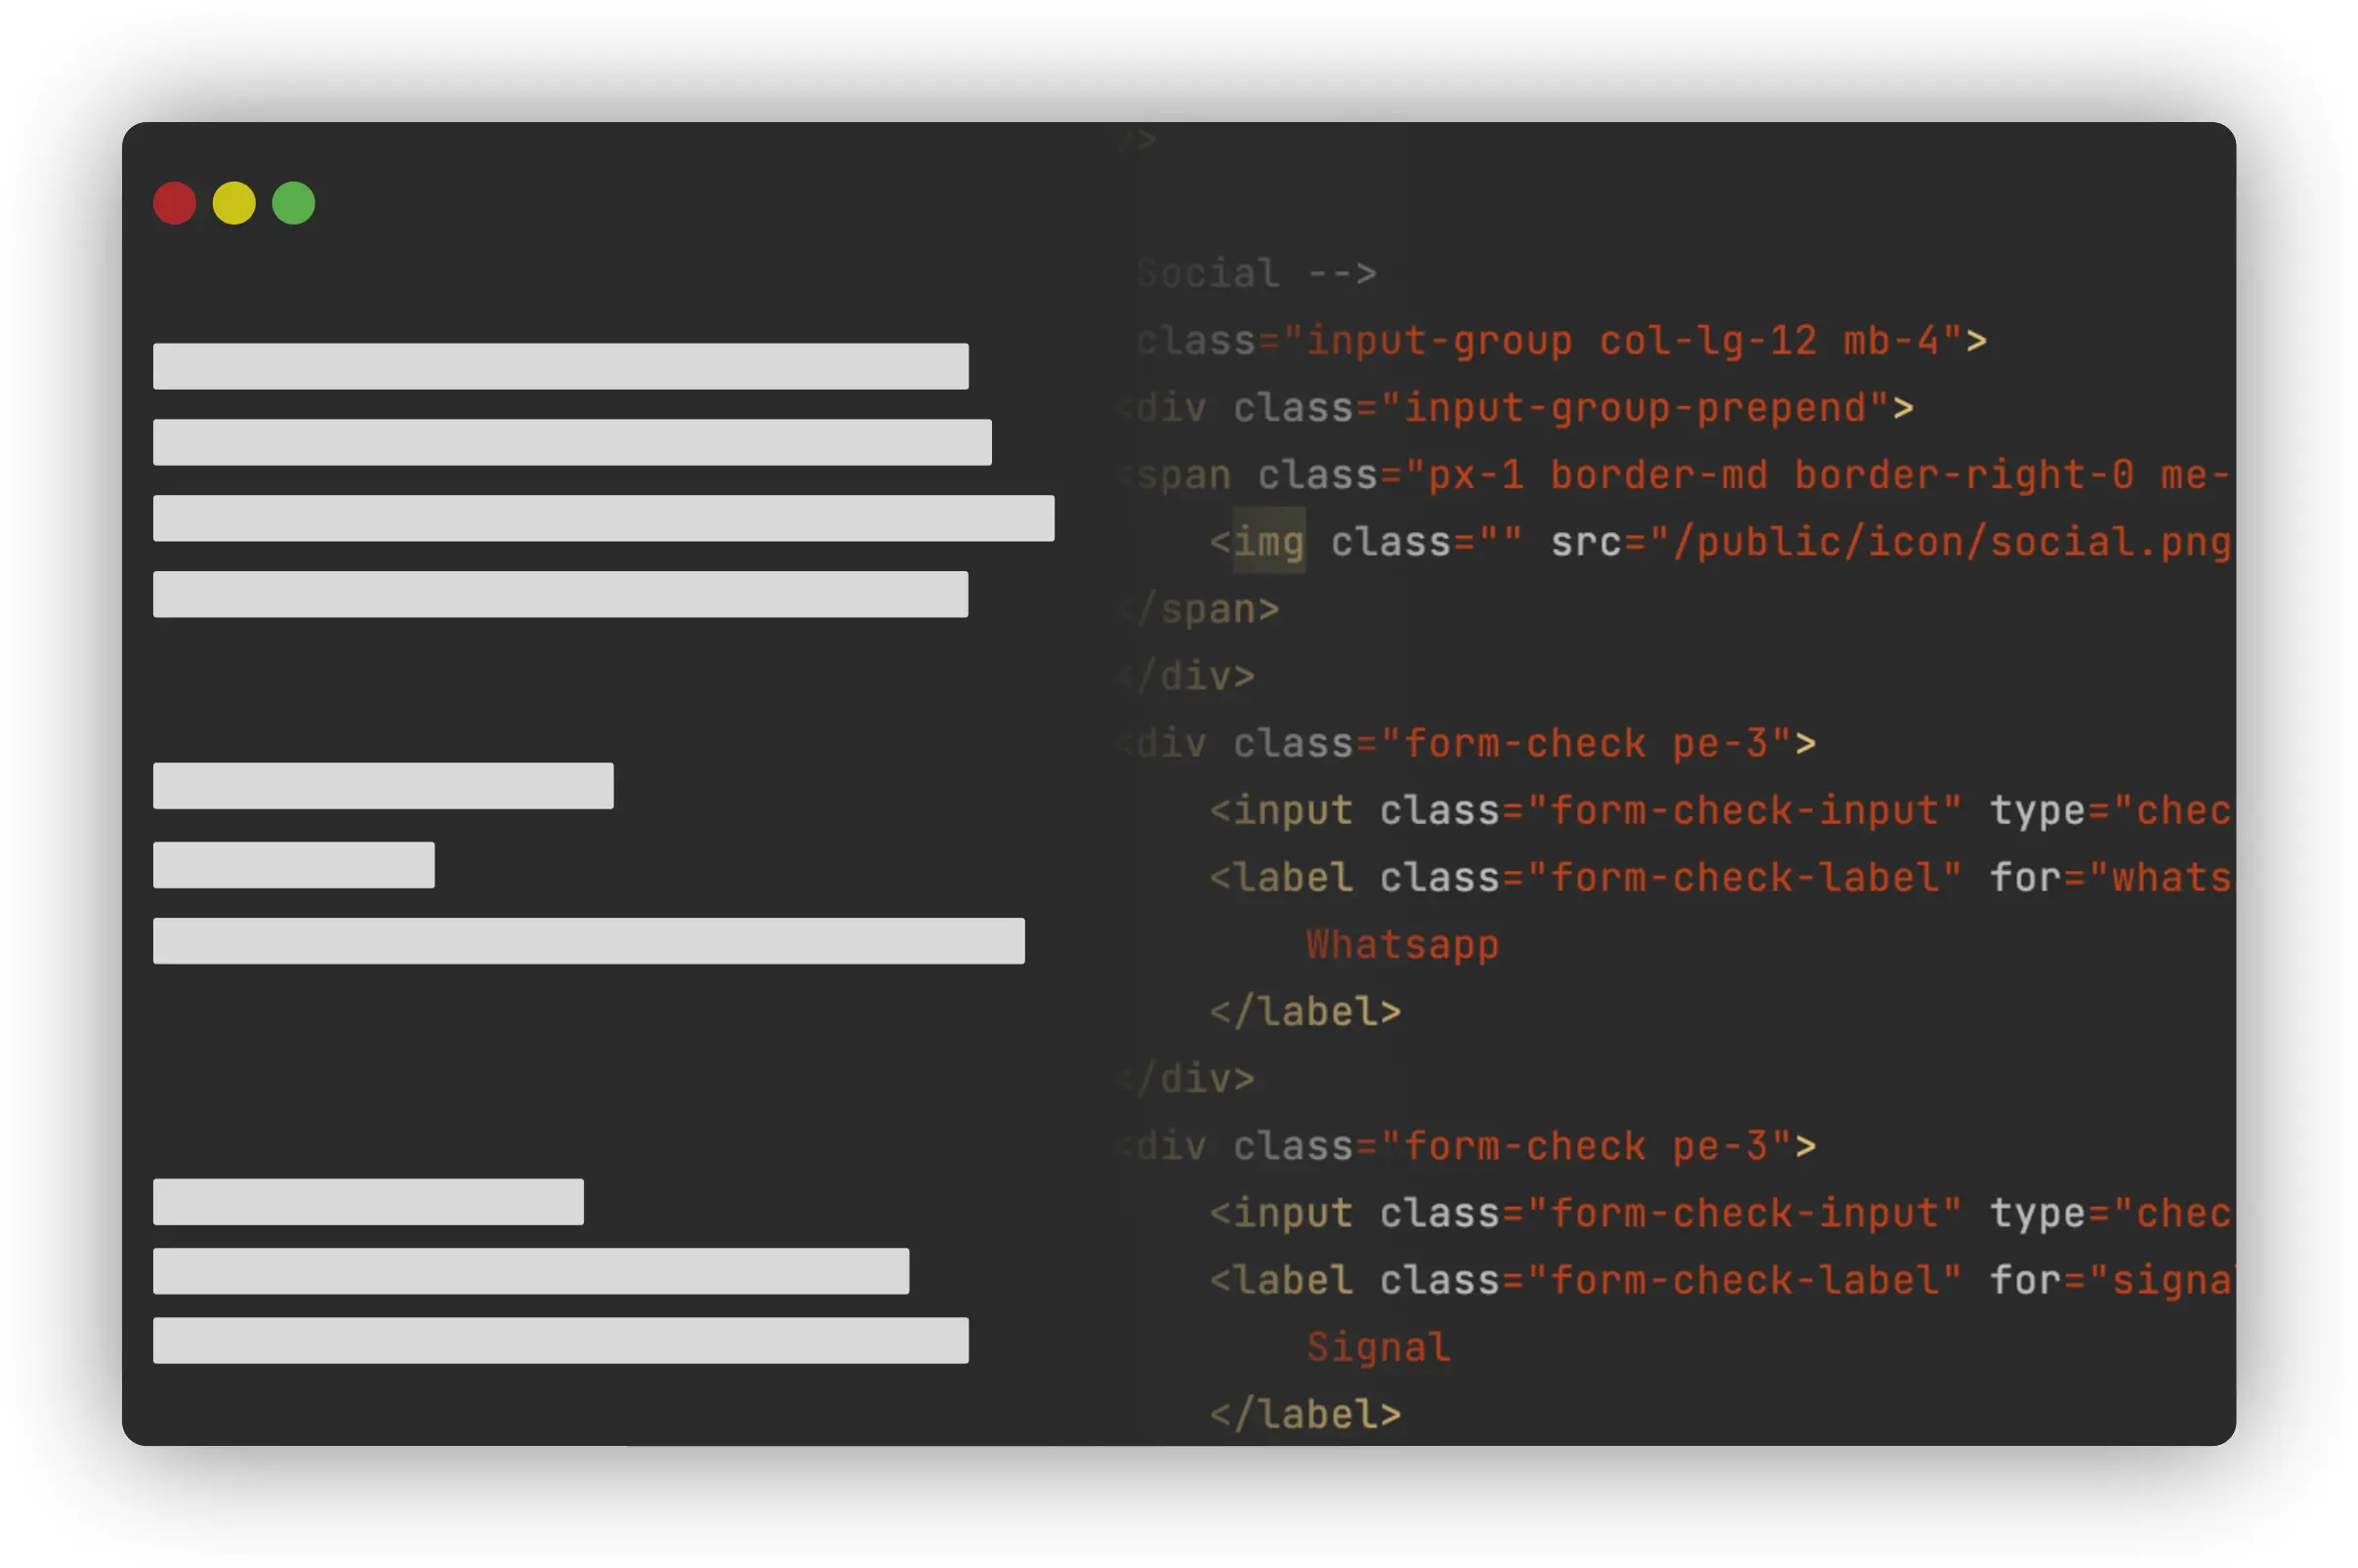 />
Social -->
class="input-group col-lg-12 mb-4">
<div class="input-group-prepend">
<span class="px-1 border-md border-right-0 me-
<img class="" src="/public/icon/social.png
</span>
</div>
<div class="form-check pe-3">
<input class="form-check-input" type="chec
<label class="form-check-label" for="whats
Whatsapp
</label>
</div>
<div class="form-check pe-3">
<input class="form-check-input" type="chec
<label class="form-check-label" for="signal
Signal
</label>